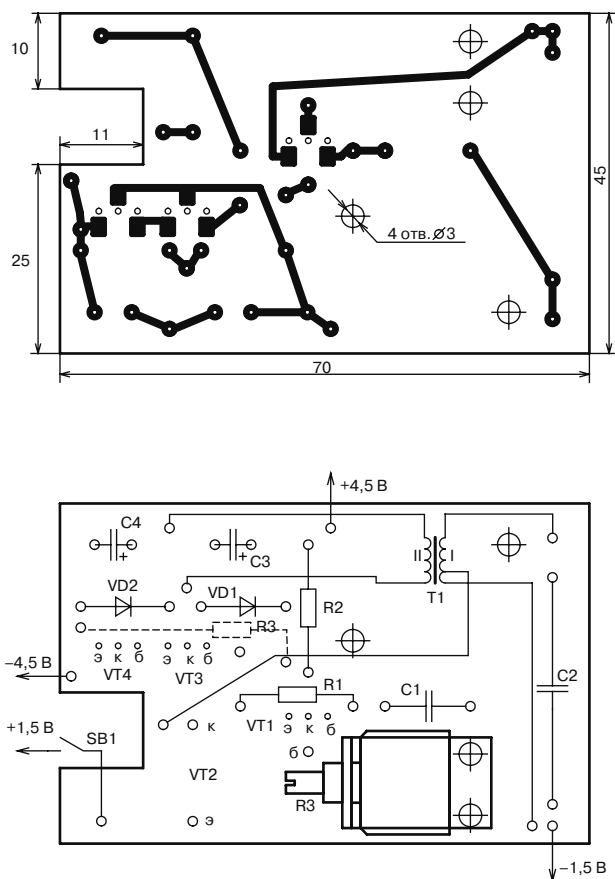 10
11
45
4 отв.⌀3
25
70
+4,5 В
C4
C3
II
I
T1
VD2
VD1
R2
R3
э к б
э к б
VT4
VT3
−4,5 В
R1
C1
C2
+1,5 В
SB1
к
VT1
э к б
б
VT2
R3
э
−1,5 В